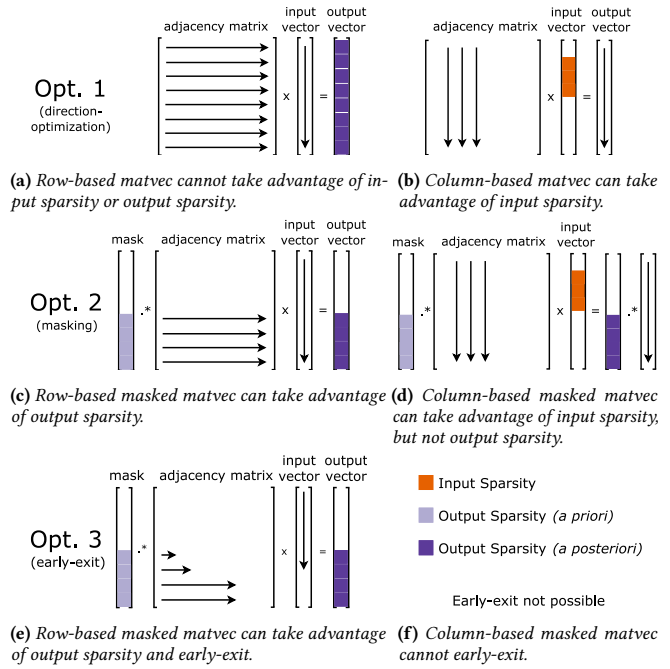 adjacency matrix
input
vector
output
vector
x
=
Opt. 1
(direction-
optimization)
(a) Row-based matvec cannot take advantage of in-
put sparsity or output sparsity.
adjacency matrix
input
vector
output
vector
x
=
(b) Column-based matvec can take
advantage of input sparsity.
mask
adjacency matrix
input
vector
output
vector
.*
x
=
Opt. 2
(masking)
(c) Row-based masked matvec can take advantage
of output sparsity.
mask
adjacency matrix
input
vector
output
vector
mask
.*
x
=
.*
(d) Column-based masked matvec
can take advantage of input sparsity,
but not output sparsity.
mask
adjacency matrix
input
vector
output
vector
.*
x
=
Opt. 3
(early-exit)
(e) Row-based masked matvec can take advantage
of output sparsity and early-exit.
Input Sparsity
Output Sparsity (a priori)
Output Sparsity (a posteriori)
Early-exit not possible
(f) Column-based masked matvec
cannot early-exit.